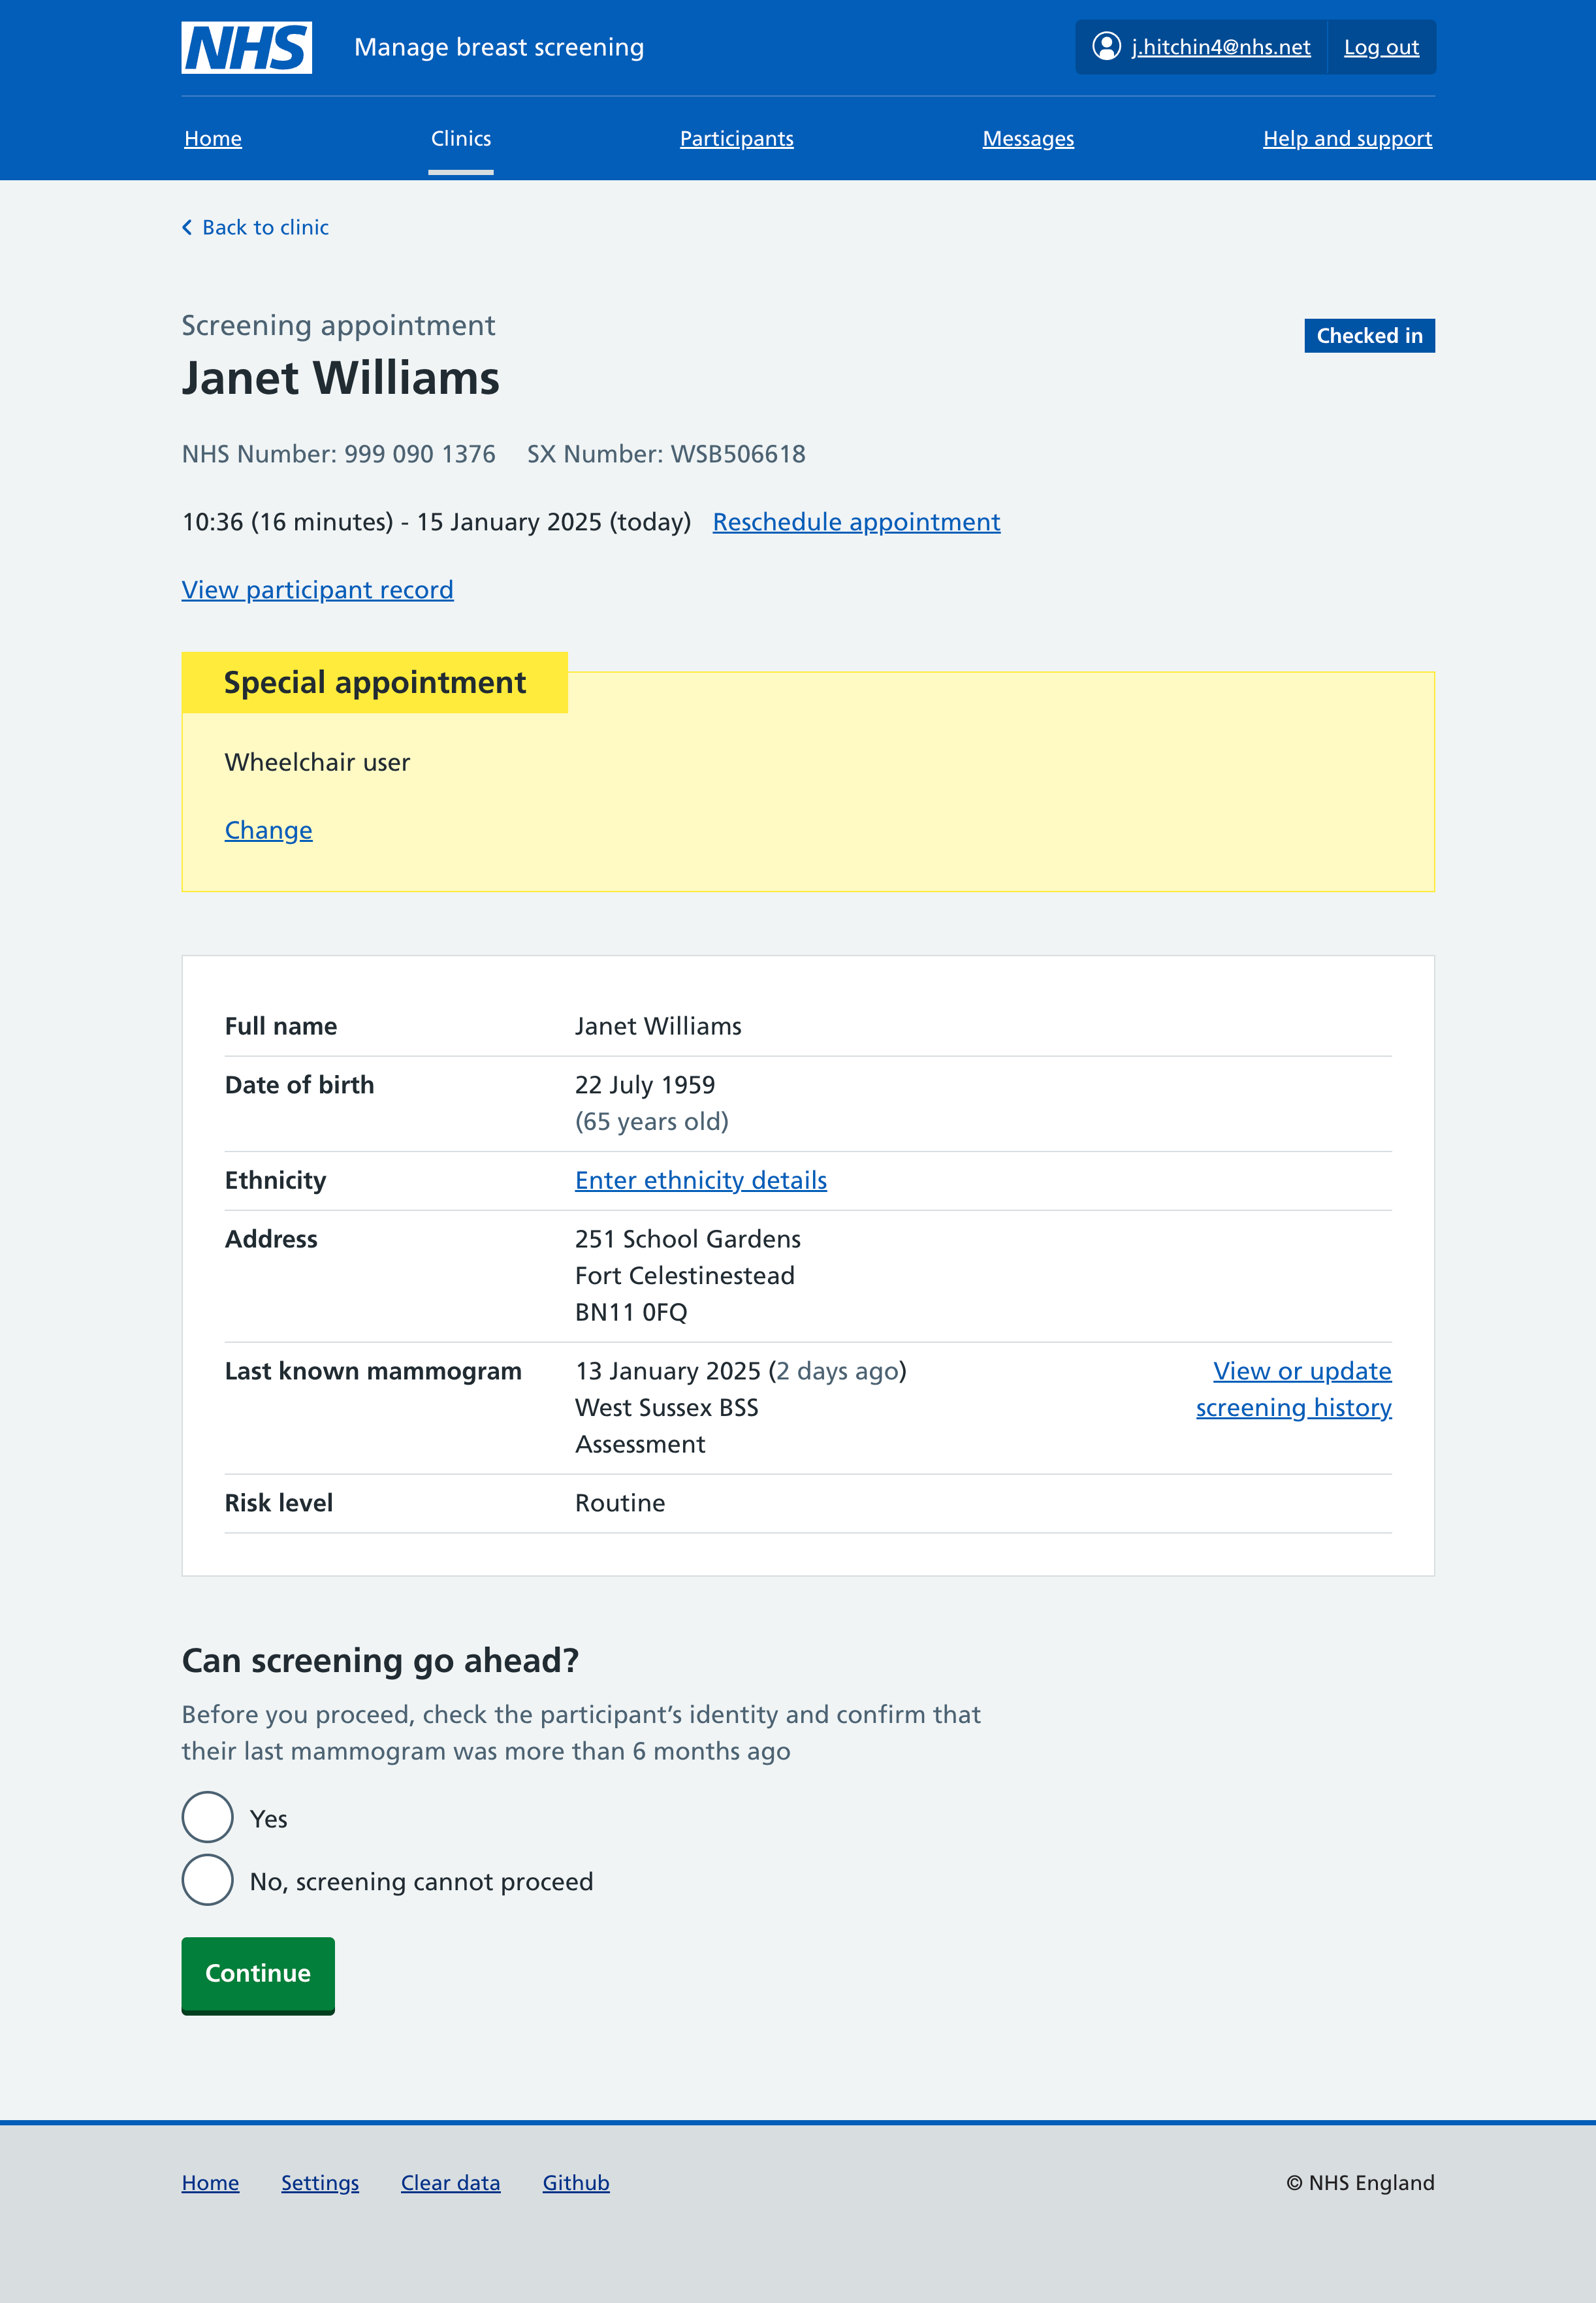 NHS
Manage breast screening
j.hitchin4@nhs.net
Log out
Home
Clinics
Participants
Messages
Help and support
Back to clinic
Screening appointment
Checked in
Janet Williams
NHS Number: 999 090 1376 SX Number: WSB506618
10:36 (16 minutes) - 15 January 2025 (today) Reschedule appointment
View participant record
Special appointment
Wheelchair user
Change
Full name
Janet Williams
Date of birth
22 July 1959
(65 years old)
Ethnicity
Enter ethnicity details
Address
251 School Gardens
Fort Celestinestead
BN11 0FQ
Last known mammogram
13 January 2025 (2 days ago)
West Sussex BSS
Assessment
View or update
screening history
Risk level
Routine
Can screening go ahead?
Before you proceed, check the participant’s identity and confirm that
their last mammogram was more than 6 months ago
Yes
No, screening cannot proceed
Continue
Home
Settings
Clear data
Github
© NHS England